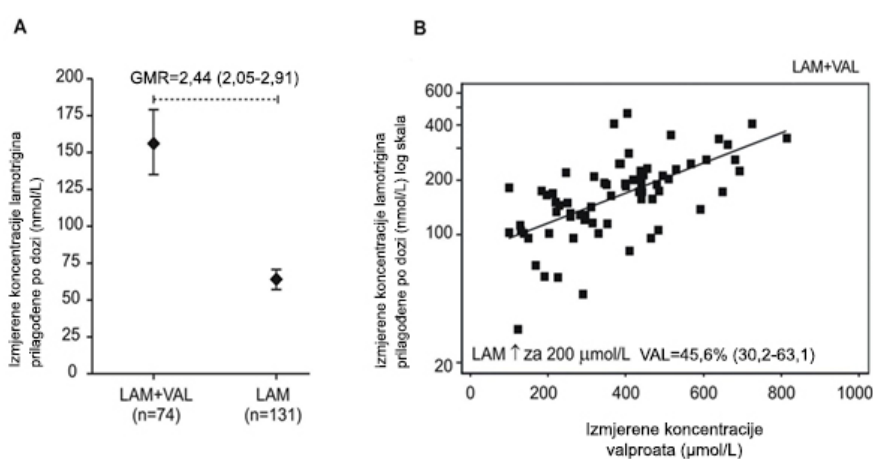 A
GMR=2,44 (2,05-2,91)
Izmjerene koncentracije lamotrigina
prilagođene po dozi (nmol/L)
200
175
150
125
100
75
50
25
0
LAM+VAL
(n=74)
LAM
(n=131)
B
LAM+VAL
Izmjerene koncentracije lamotrigina
prilagođene po dozi (nmol/L) log skala
600
400
200
100
20
LAM ↑ za 200 µmol/L VAL=45,6% (30,2-63,1)
0
200
400
600
800
1000
Izmjerene koncentracije
valproata (µmol/L)